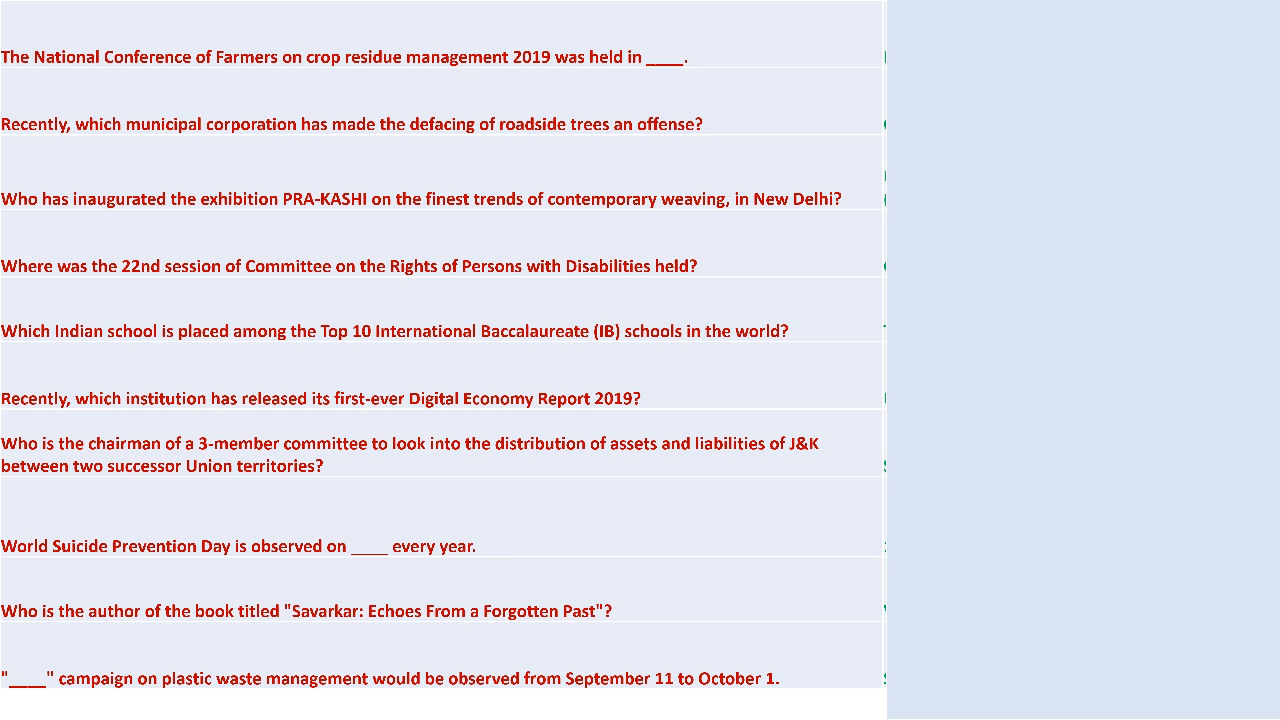 The National Conference of Farmers on crop residue management 2019 was held in ____.
Recently, which municipal corporation has made the defacing of roadside trees an offense?
Who has inaugurated the exhibition PRA-KASHI on the finest trends of contemporary weaving, in New Delhi?
Where was the 22nd session of Committee on the Rights of Persons with Disabilities held?
Which Indian school is placed among the Top 10 International Baccalaureate (IB) schools in the world?
Recently, which institution has released its first-ever Digital Economy Report 2019?
Who is the chairman of a 3-member committee to look into the distribution of assets and liabilities of J&K
between two successor Union territories?
World Suicide Prevention Day is observed on ____ every year.
Who is the author of the book titled "Savarkar: Echoes From a Forgotten Past"?
"____" campaign on plastic waste management would be observed from September 11 to October 1.